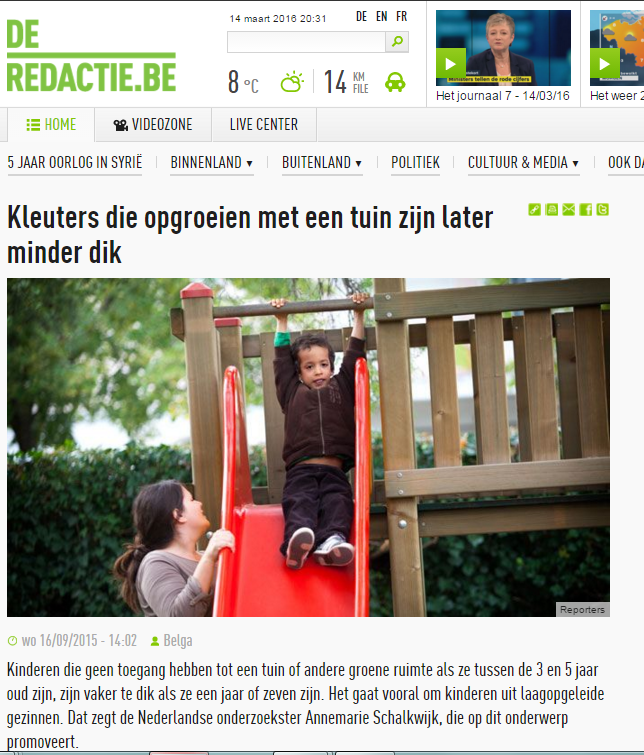 DE
REDACTIE.BE
14 maart 2016 20:31
DE EN FR
8 °C
14 KM FILE
Het journaal 7 - 14/03/16
Het weer 2
HOME
VIDEOZONE
LIVE CENTER
5 JAAR OORLOG IN SYRIË
BINNENLAND ▼
BUITENLAND ▼
POLITIEK
CULTUUR & MEDIA ▼
OOK DA
Kleuters die opgroeien met een tuin zijn later
minder dik
Reporters
wo 16/09/2015 - 14:02 Belga
Kinderen die geen toegang hebben tot een tuin of andere groene ruimte als ze tussen de 3 en 5 jaar
oud zijn, zijn vaker te dik als ze een jaar of zeven zijn. Het gaat vooral om kinderen uit laagopgeleide
gezinnen. Dat zegt de Nederlandse onderzoekster Annemarie Schalkwijk, die op dit onderwerp
promoveert.